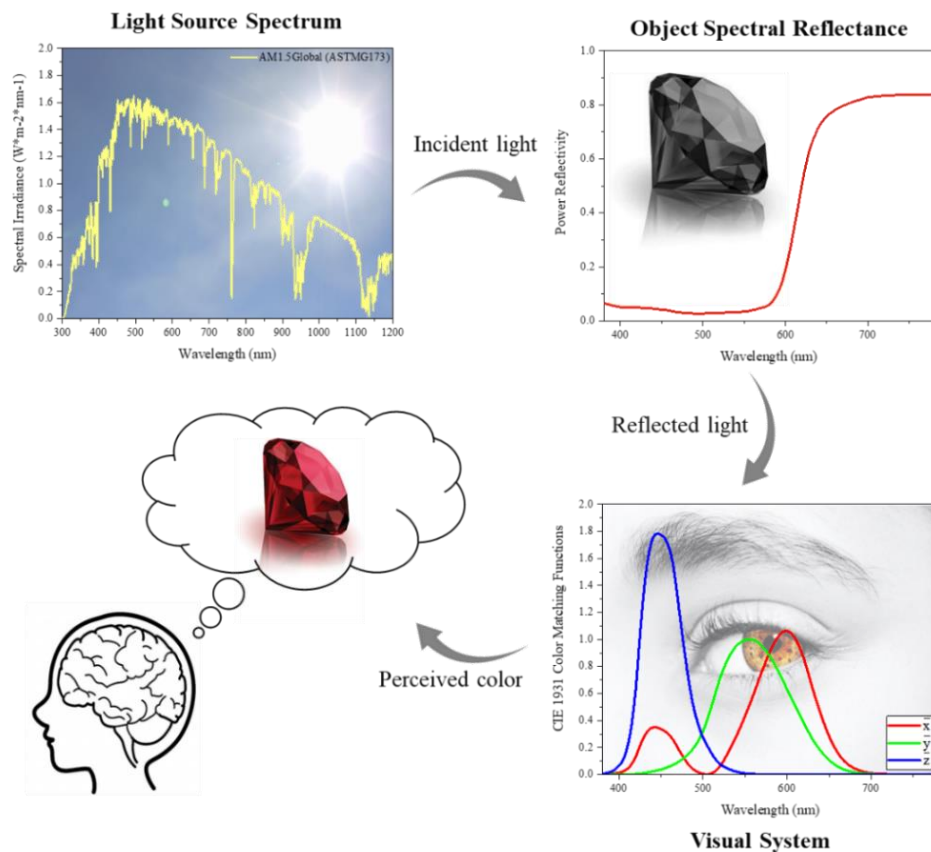 Light Source Spectrum
Spectral Irradiance (W*m-2*nm-1)
2.0
1.8
1.6
1.4
1.2
1.0
0.8
0.6
0.4
0.2
0.0
AM1.5Global (ASTMG173)
300 400 500 600 700 800 900 1000 1100 1200
Wavelength (nm)
Incident light
Object Spectral Reflectance
Power Reflectivity
1.0
0.8
0.6
0.4
0.2
0.0
400 500 600 700
Wavelength (nm)
Reflected light
CIE 1931 Color Matching Functions
2.0
1.8
1.6
1.4
1.2
1.0
0.8
0.6
0.4
0.2
0.0
x̄
ȳ
z̄
400 500 600 700
Wavelength (nm)
Visual System
Perceived color